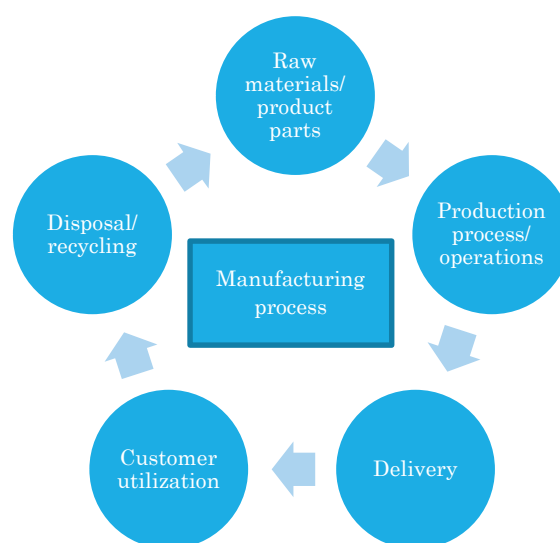 Raw
materials/
product
parts
Production
process/
operations
Delivery
Customer
utilization
Disposal/
recycling
Manufacturing
process